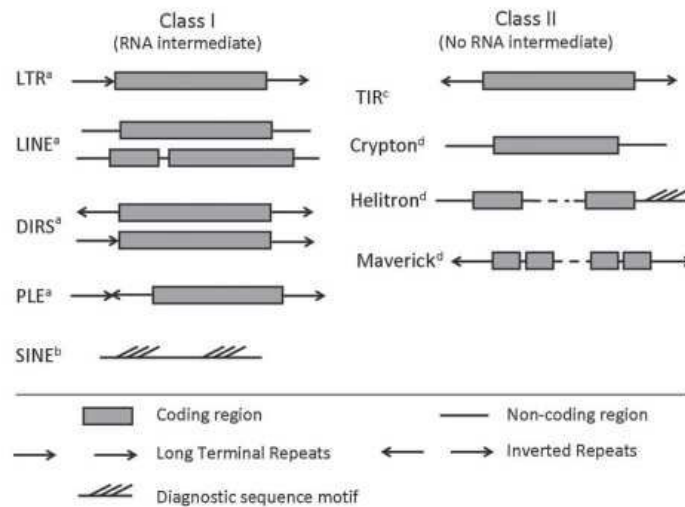 Class I
(RNA intermediate)
LTRᵃ
LINEᵃ
DIRSᵃ
PLEᵃ
SINEᵇ
Class II
(No RNA intermediate)
TIRᶜ
Cryptonᵈ
Helitronᵈ
Maverickᵈ
Coding region
Non-coding region
Long Terminal Repeats
Inverted Repeats
Diagnostic sequence motif